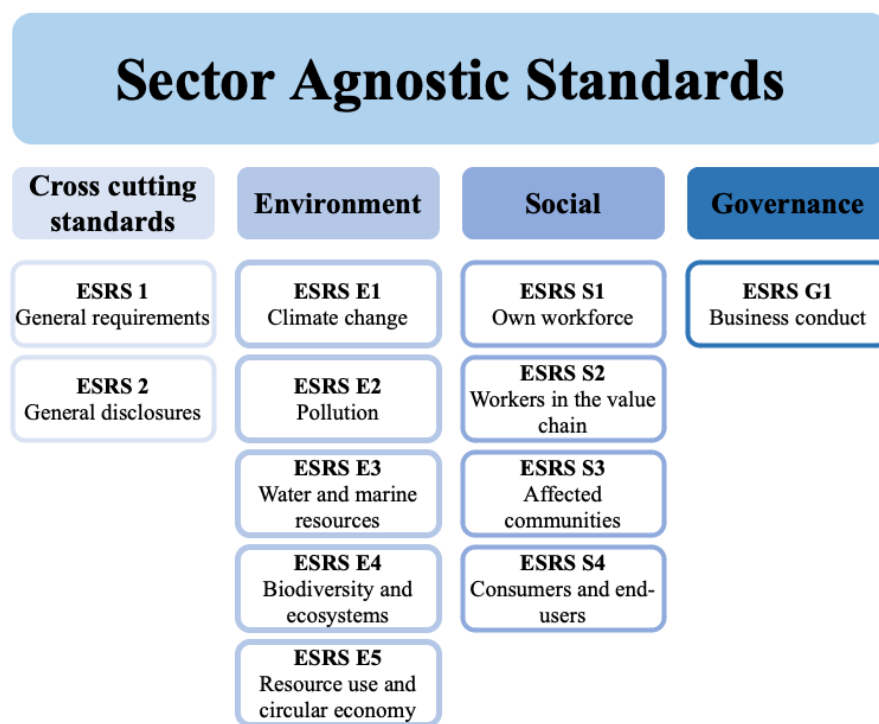 Sector Agnostic Standards
Cross cutting
standards
ESRS 1
General requirements
ESRS 2
General disclosures
Environment
ESRS E1
Climate change
ESRS E2
Pollution
ESRS E3
Water and marine
resources
ESRS E4
Biodiversity and
ecosystems
ESRS E5
Resource use and
circular economy
Social
ESRS S1
Own workforce
ESRS S2
Workers in the value
chain
ESRS S3
Affected
communities
ESRS S4
Consumers and end-
users
Governance
ESRS G1
Business conduct